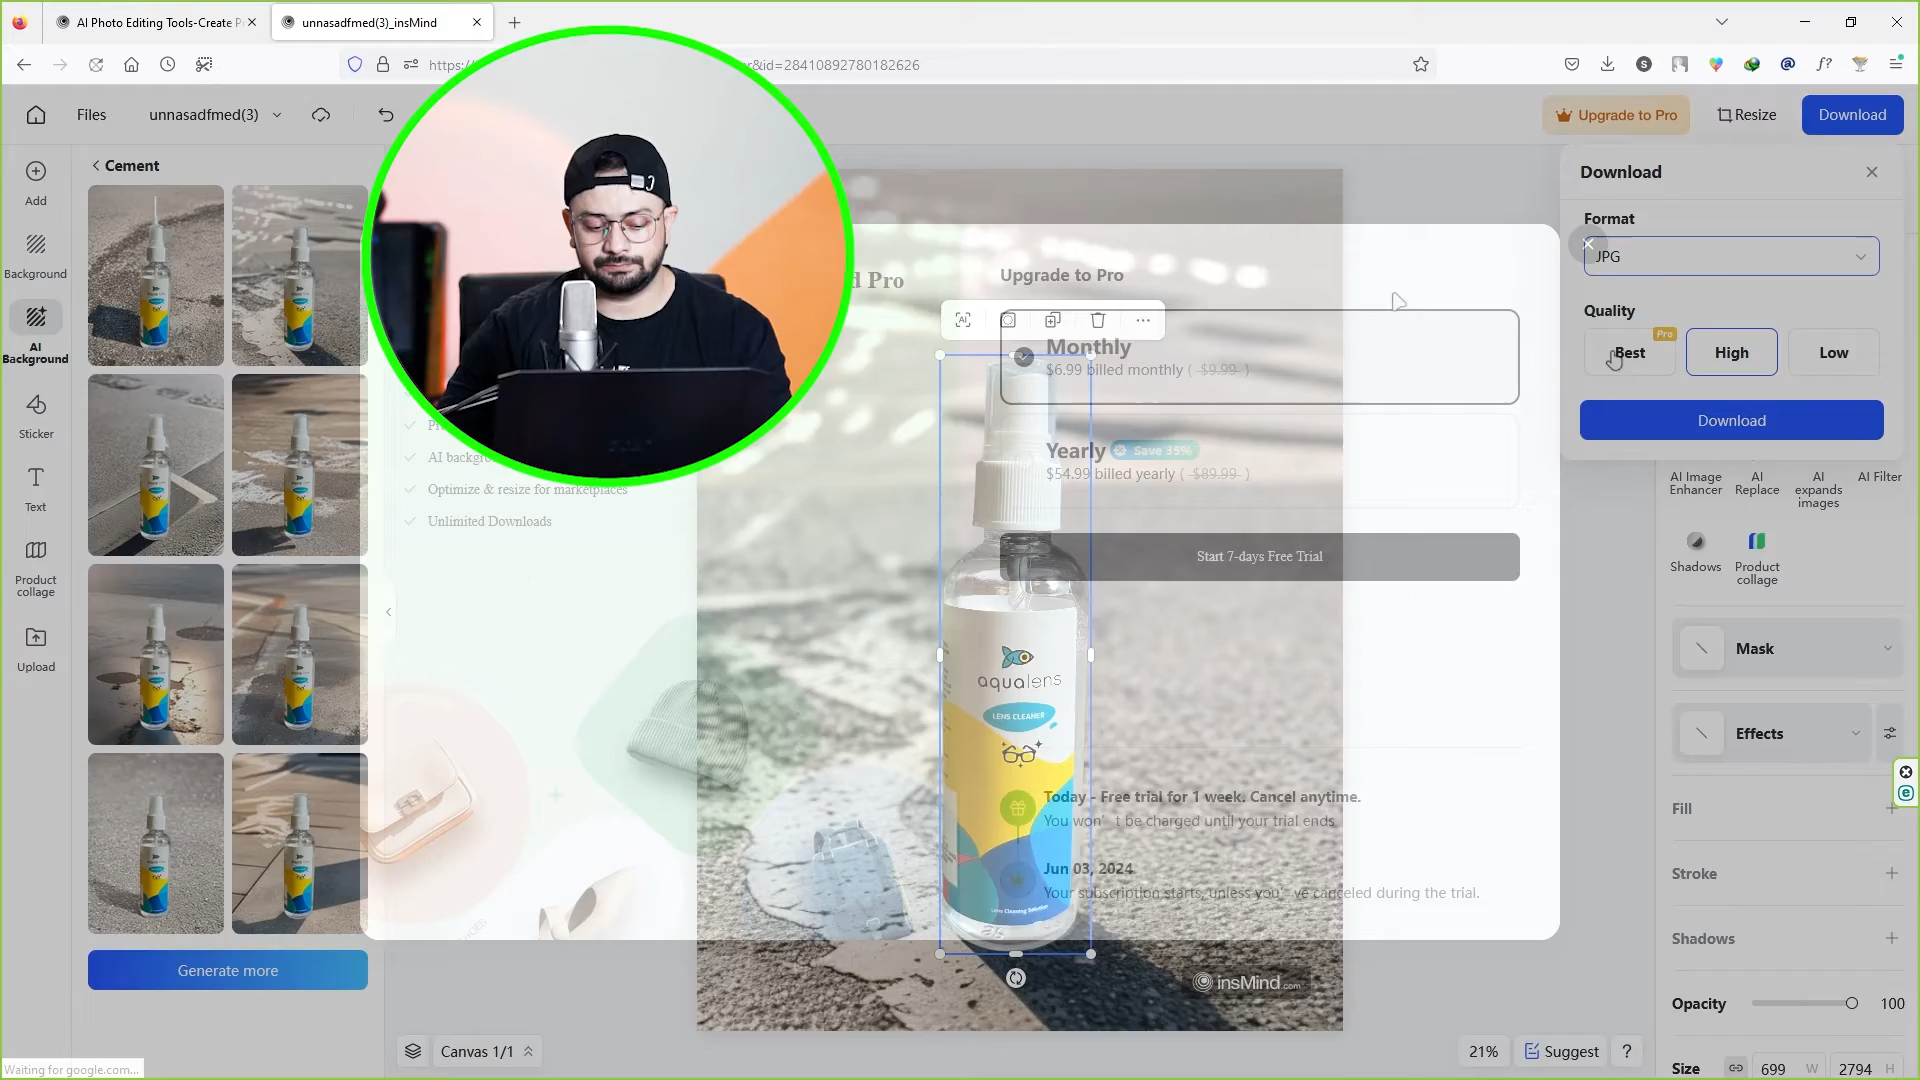 AI Photo Editing Tools-Create P
unnasadfmed(3)_insMind
https:/
&id=28410892780182626
Files
unnasadfmed(3)
Upgrade to Pro
Resize
Download
Add
Background
AI
Background
Sticker
Text
Product
collage
Upload
Cement
Generate more
d Pro
AI backgro
Optimize & resize for marketplaces
Unlimited Downloads
Upgrade to Pro
AI
Monthly
$6.99 billed monthly ( $9.99 )
Yearly
Save 35%
$54.99 billed yearly ( $89.99 )
Start 7-days Free Trial
Today - Free trial for 1 week. Cancel anytime.
You won't be charged until your trial ends
Jun 03, 2024
Your subscription starts, unless you've canceled during the trial.
aqualens
LENS CLEANER
Lens Cleaning Solution
insMind.com
Download
Format
JPG
Quality
Pro
Best
High
Low
Download
AI Image
Enhancer
AI
Replace
AI
expands
images
AI Filter
Shadows
Product
collage
Mask
Effects
Fill
Stroke
Shadows
Opacity
100
Size
699 W
2794 H
Canvas 1/1
21%
Suggest
?
Waiting for google.com...